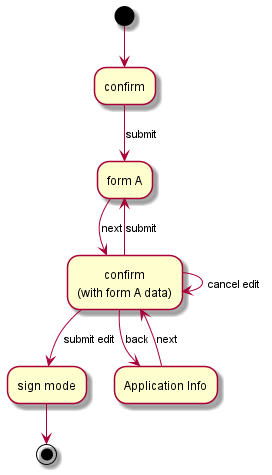 confirm
submit
form A
next
submit
confirm
(with form A data)
cancel edit
submit edit
back
next
sign mode
Application Info